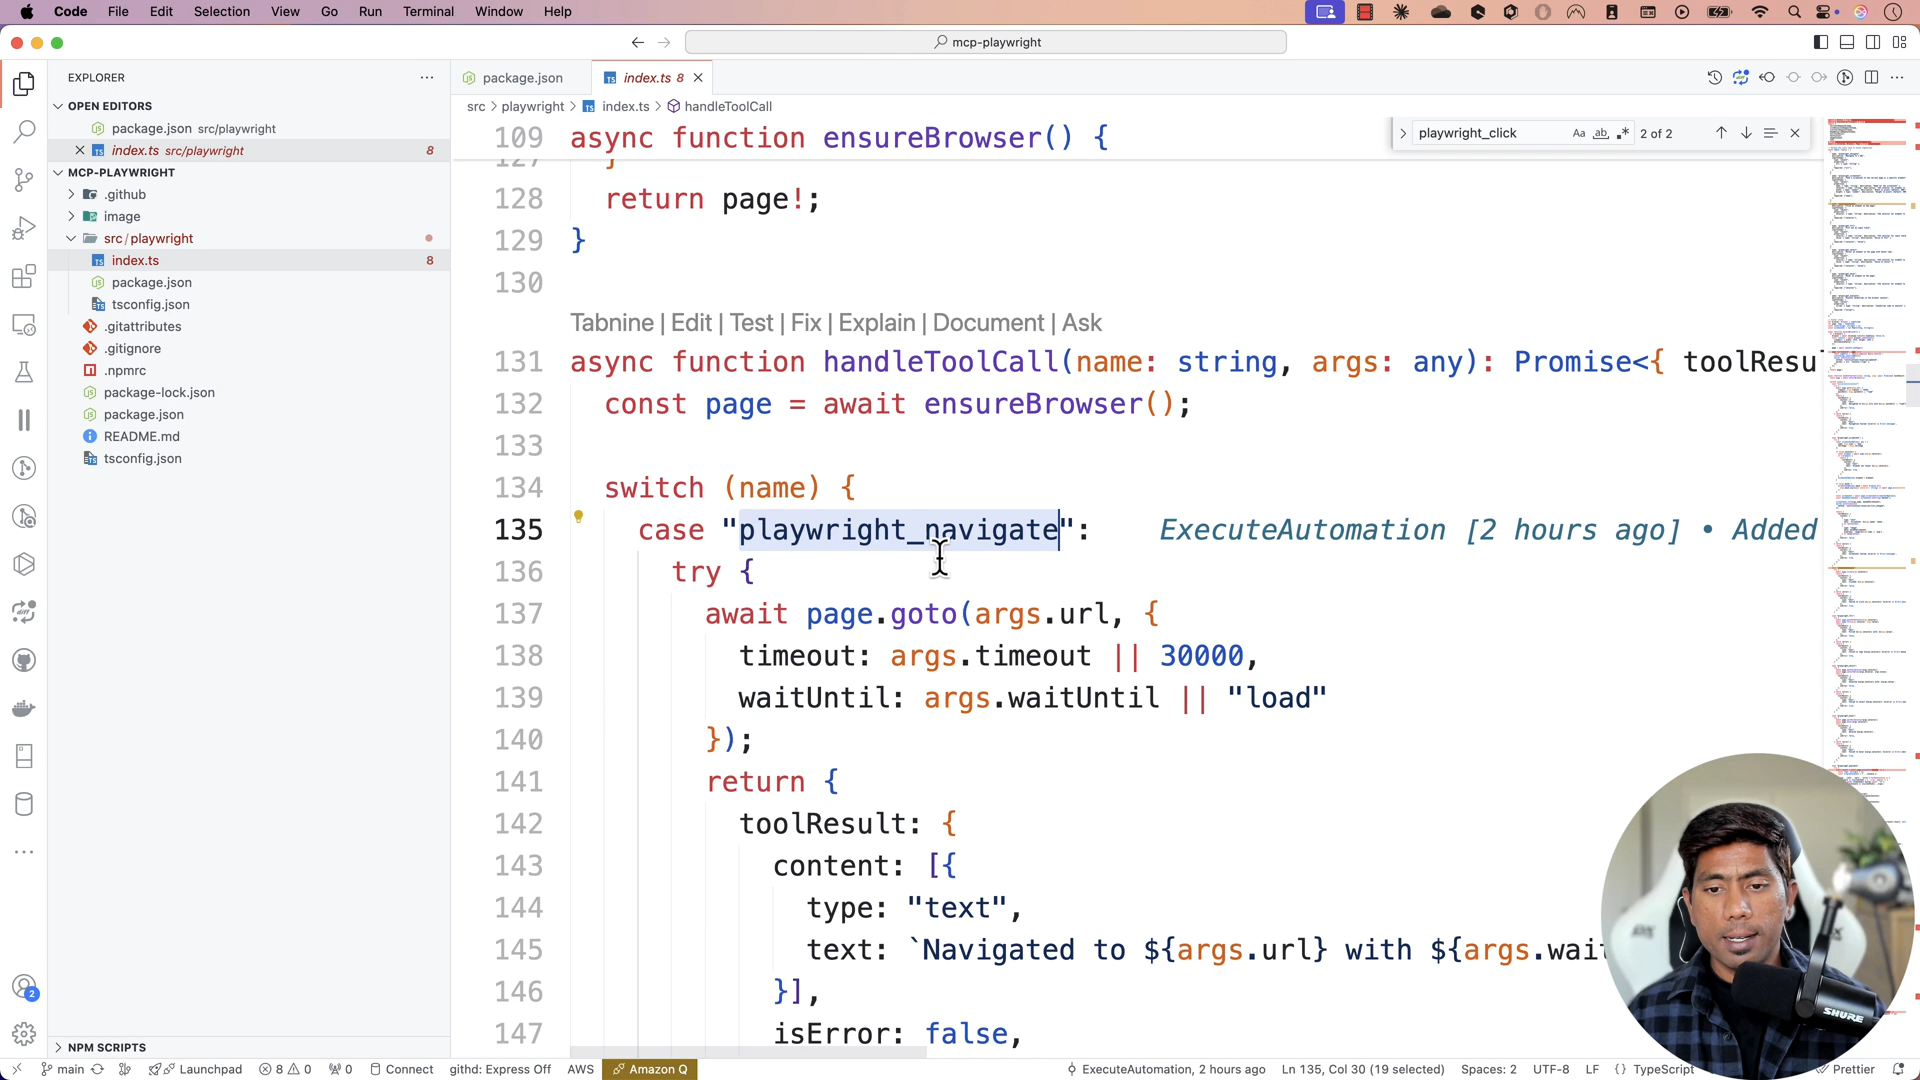 Code File Edit Selection View Go Run Terminal Window Help
mcp-playwright
EXPLORER
OPEN EDITORS
package.json src/playwright
index.ts src/playwright 8
MCP-PLAYWRIGHT
.github
image
src/playwright
index.ts 8
package.json
tsconfig.json
.gitattributes
.gitignore
.npmrc
package-lock.json
package.json
README.md
tsconfig.json
NPM SCRIPTS
package.json
index.ts 8
src > playwright > index.ts > handleToolCall
playwright_click Aa ab 2 of 2
109 async function ensureBrowser() {
127 }
128 return page!;
129 }
130
Tabnine | Edit | Test | Fix | Explain | Document | Ask
131 async function handleToolCall(name: string, args: any): Promise<{ toolResu
132 const page = await ensureBrowser();
133
134 switch (name) {
135 case "playwright_navigate": ExecuteAutomation [2 hours ago] • Added
136 try {
137 await page.goto(args.url, {
138 timeout: args.timeout || 30000,
139 waitUntil: args.waitUntil || "load"
140 });
141 return {
142 toolResult: {
143 content: [{
144 type: "text",
145 text: `Navigated to ${args.url} with ${args.wait
146 }],
147 isError: false,
SHURE
2
main Launchpad 8 0 0 Connect githd: Express Off AWS Amazon Q ExecuteAutomation, 2 hours ago Ln 135, Col 30 (19 selected) Spaces: 2 UTF-8 LF {} TypeScript Prettier